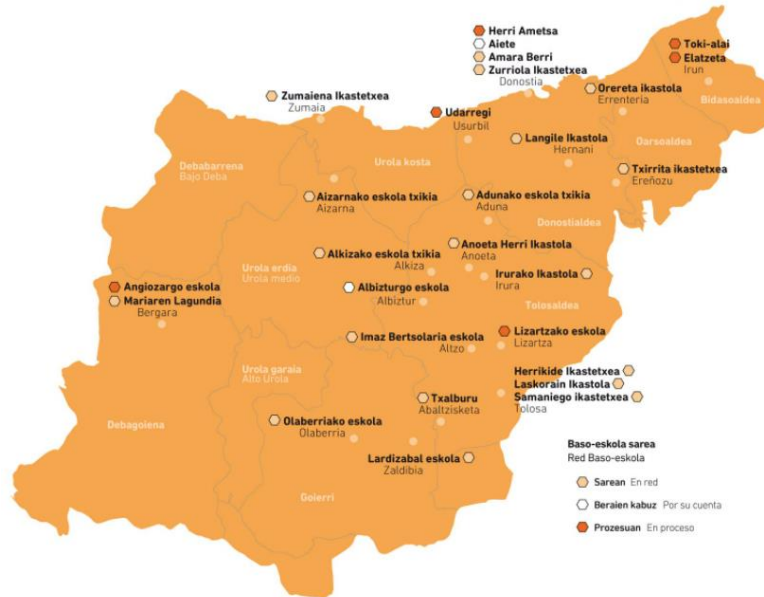 Herri Ametsa
Aiete
Amara Berri
Zurriola Ikastetxea
Donostia
Toki-alai
Elatzeta
Irun
Bidasoaldea
Zumaiena Ikastetxea
Zumaia
Orereta ikastola
Errenteria
Udarregi
Usurbil
Langile Ikastola
Hernani
Oarsoaldea
Debabarrena
Bajo Deba
Urola kosta
Txirrita ikastetxea
Ereñozu
Aizarnako eskola txikia
Aizarna
Adunako eskola txikia
Aduna
Donostialdea
Urola erdia
Urola medio
Alkizako eskola txikia
Alkiza
Anoeta Herri Ikastola
Anoeta
Irurako Ikastola
Irura
Angiozargo eskola
Mariaren Lagundia
Bergara
Albizturgo eskola
Albiztur
Tolosaldea
Imaz Bertsolaria eskola
Altzo
Lizartzako eskola
Lizartza
Urola garaia
Alto Urola
Herrikide Ikastetxea
Laskorain Ikastola
Samaniego ikastetxea
Tolosa
Txalburu
Abaltzisketa
Debagoiena
Olaberriako eskola
Olaberria
Lardizabal eskola
Zaldibia
Goierri
Baso-eskola sarea
Red Baso-eskola
Sarean En red
Beraien kabuz Por su cuenta
Prozesuan En proceso